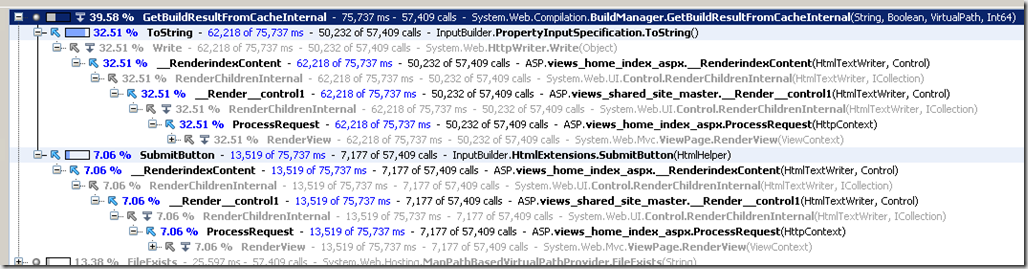 39.58 % GetBuildResultFromCacheInternal - 75,737 ms - 57,409 calls - System.Web.Compilation.BuildManager.GetBuildResultFromCacheInternal(String, Boolean, VirtualPath, Int64)
32.51 % ToString - 62,218 of 75,737 ms - 50,232 of 57,409 calls - InputBuilder.PropertyInputSpecification.ToString()
32.51 % Write - 62,218 of 75,737 ms - 50,232 of 57,409 calls - System.Web.HttpWriter.Write(Object)
32.51 % __RenderindexContent - 62,218 of 75,737 ms - 50,232 of 57,409 calls - ASP.views_home_index_aspx.__RenderindexContent(HtmlTextWriter, Control)
32.51 % RenderChildrenInternal - 62,218 of 75,737 ms - 50,232 of 57,409 calls - System.Web.UI.Control.RenderChildrenInternal(HtmlTextWriter, ICollection)
32.51 % __Render__control1 - 62,218 of 75,737 ms - 50,232 of 57,409 calls - ASP.views_shared_site_master.__Render__control1(HtmlTextWriter, Control)
32.51 % RenderChildrenInternal - 62,218 of 75,737 ms - 50,232 of 57,409 calls - System.Web.UI.Control.RenderChildrenInternal(HtmlTextWriter, ICollection)
32.51 % ProcessRequest - 62,218 of 75,737 ms - 50,232 of 57,409 calls - ASP.views_home_index_aspx.ProcessRequest(HttpContext)
32.51 % RenderView - 62,218 of 75,737 ms - 50,232 of 57,409 calls - System.Web.Mvc.ViewPage.RenderView(ViewContext)
7.06 % SubmitButton - 13,519 of 75,737 ms - 7,177 of 57,409 calls - InputBuilder.HtmlExtensions.SubmitButton(HtmlHelper)
7.06 % __RenderindexContent - 13,519 of 75,737 ms - 7,177 of 57,409 calls - ASP.views_home_index_aspx.__RenderindexContent(HtmlTextWriter, Control)
7.06 % RenderChildrenInternal - 13,519 of 75,737 ms - 7,177 of 57,409 calls - System.Web.UI.Control.RenderChildrenInternal(HtmlTextWriter, ICollection)
7.06 % __Render__control1 - 13,519 of 75,737 ms - 7,177 of 57,409 calls - ASP.views_shared_site_master.__Render__control1(HtmlTextWriter, Control)
7.06 % RenderChildrenInternal - 13,519 of 75,737 ms - 7,177 of 57,409 calls - System.Web.UI.Control.RenderChildrenInternal(HtmlTextWriter, ICollection)
7.06 % ProcessRequest - 13,519 of 75,737 ms - 7,177 of 57,409 calls - ASP.views_home_index_aspx.ProcessRequest(HttpContext)
7.06 % RenderView - 13,519 of 75,737 ms - 7,177 of 57,409 calls - System.Web.Mvc.ViewPage.RenderView(ViewContext)
13.38 % FileExists - 25,597 ms - 57,409 calls - System.Web.Hosting.MapPathBasedVirtualPathProvider.FileExists(String)